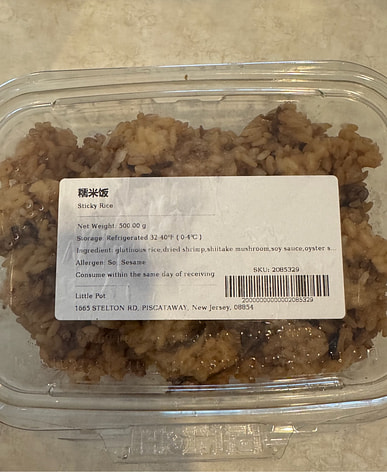 糯米饭
Sticky Rice
Net Weight: 500.00 g
Storage: Refrigerated 32-40°F ( 0-4°C )
Ingredient: glutinous rice,dried shrimp,shiitake mushroom,soy sauce,oyster s...
Allergen: So, Sesame
Consume within the same day of receiving
SKU: 2085329
Little Pot
1665 STELTON RD, PISCATAWAY, New Jersey, 08854